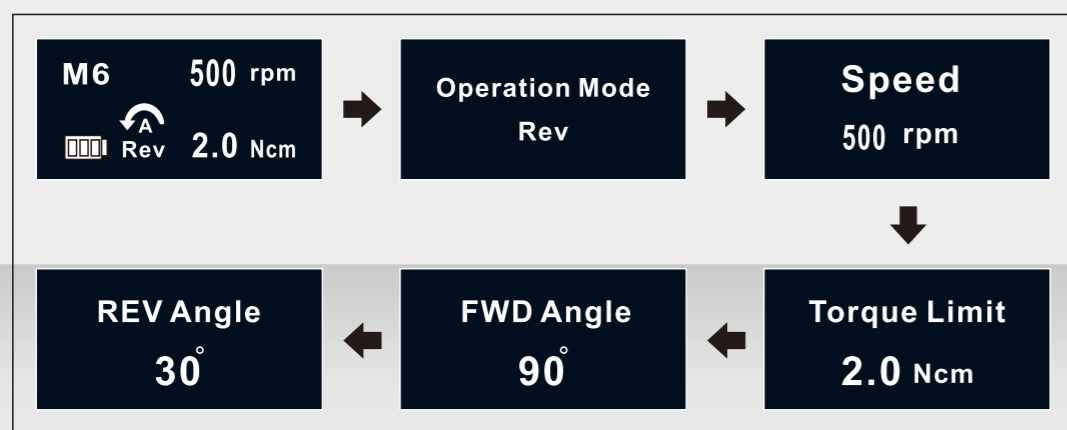 M6 500 rpm
A
Rev 2.0 Ncm
Operation Mode
Rev
Speed
500 rpm
Torque Limit
2.0 Ncm
FWD Angle
90°
REV Angle
30°